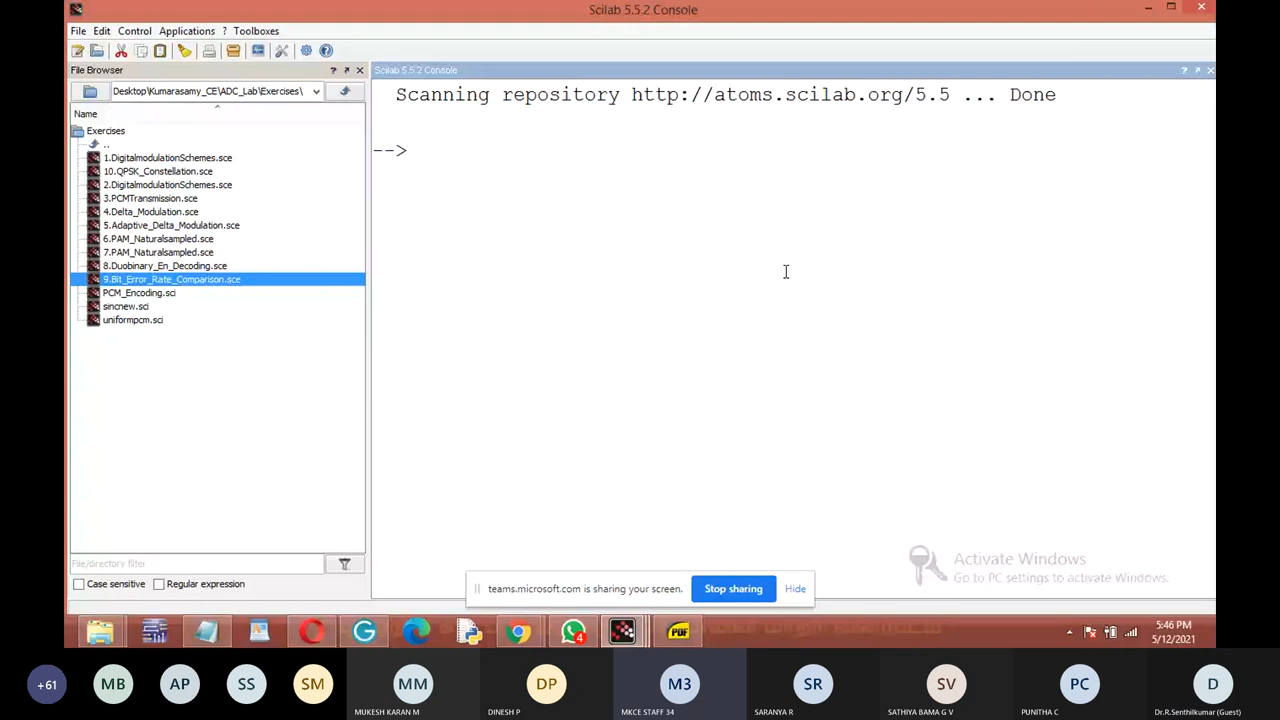 Scilab 5.5.2 Console
File Edit Control Applications ? Toolboxes
File Browser
Scilab 5.5.2 Console
Desktop\Kumarasamy_CE\ADC_Lab\Exercises\
Name
Exercises
..
1.DigitalmodulationSchemes.sce
10.QPSK_Constellation.sce
2.DigitalmodulationSchemes.sce
3.PCMTransmission.sce
4.Delta_Modulation.sce
5.Adaptive_Delta_Modulation.sce
6.PAM_Naturalsampled.sce
7.PAM_Naturalsampled.sce
8.Duobinary_En_Decoding.sce
9.Bit_Error_Rate_Comparison.sce
PCM_Encoding.sci
sincnew.sci
uniformpcm.sci
Scanning repository http://atoms.scilab.org/5.5 ... Done
-->
File/directory filter
Case sensitive Regular expression
Activate Windows
Go to PC settings to activate Windows.
teams.microsoft.com is sharing your screen. Stop sharing Hide
4
PDF
5:46 PM
5/12/2021
+61 MB AP SS SM MM DP M3 SR SV PC D
MUKESH KARAN M DINESH P MKCE STAFF 34 SARANYA R SATHIYA BAMA G V PUNITHA C Dr.R.Senthilkumar (Guest)